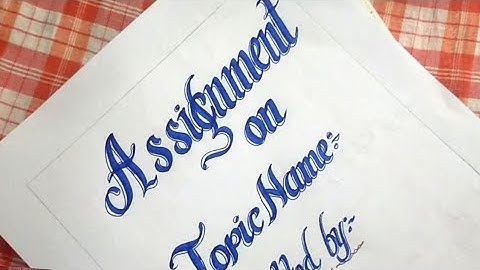 Assignment
on
Topic Name:-
by:-